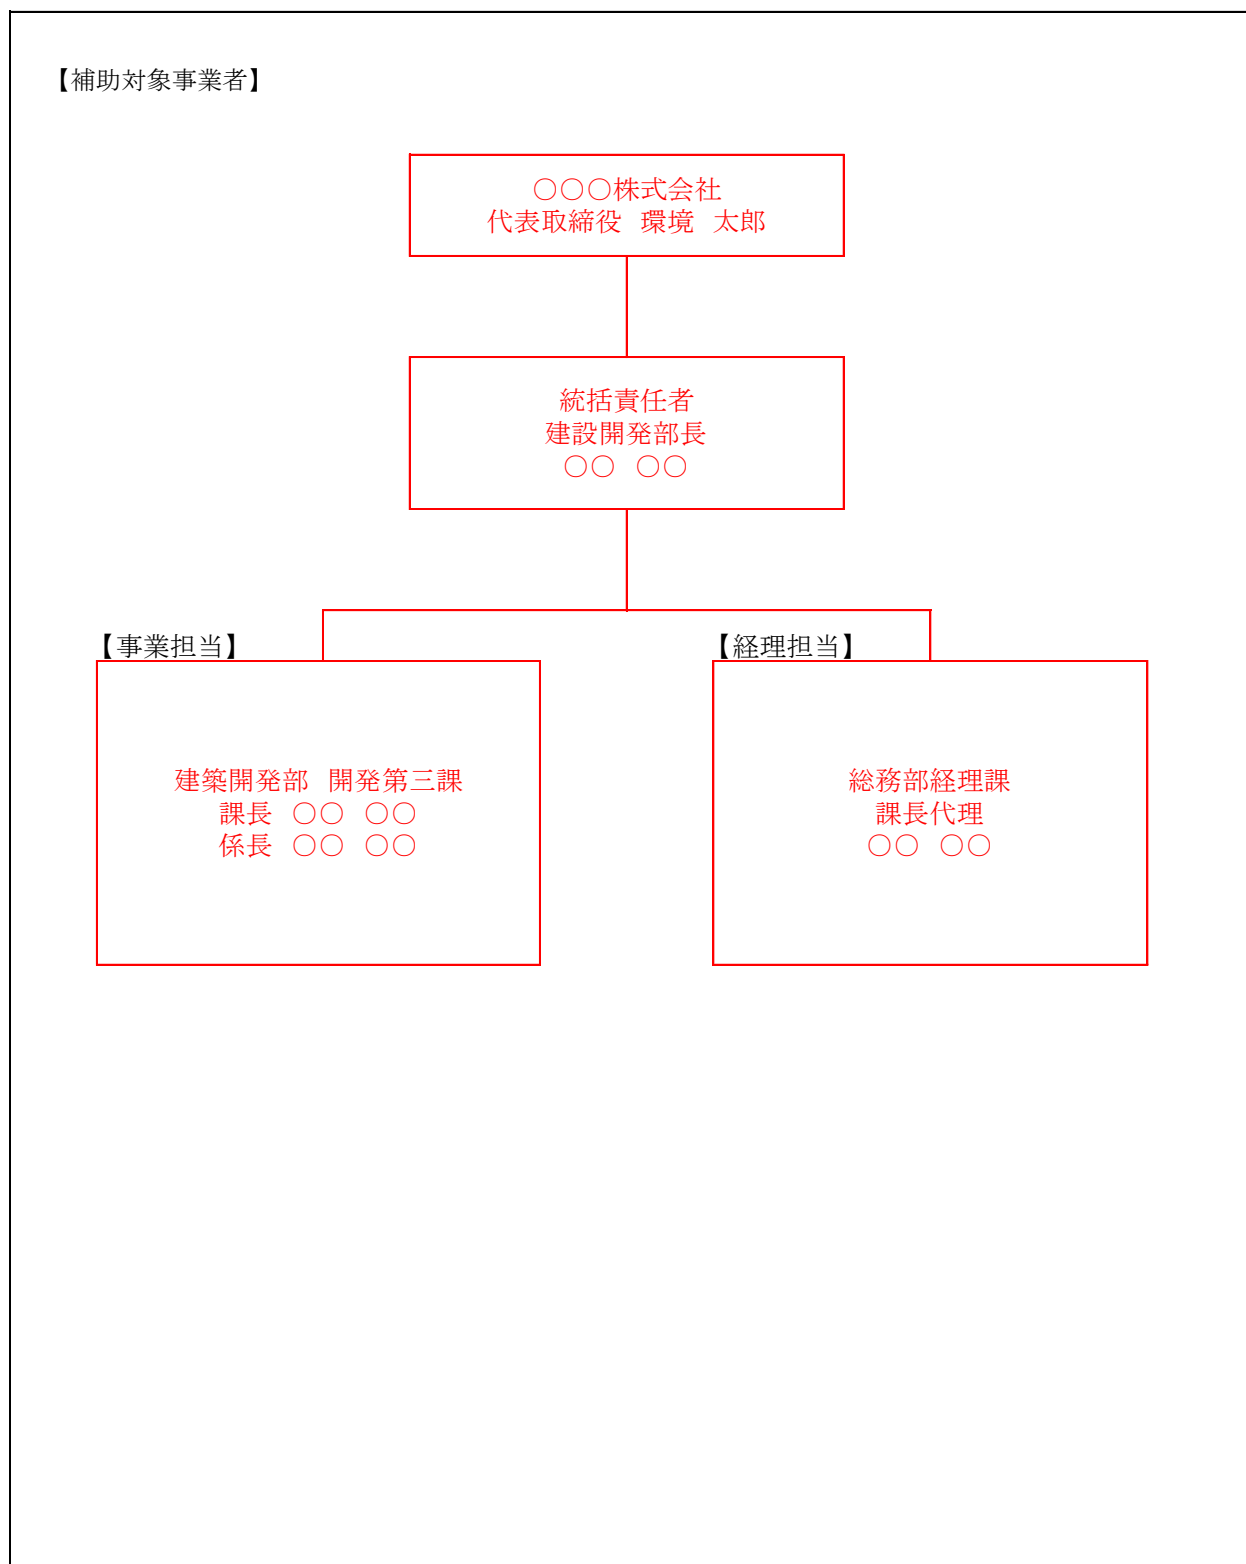 【補助対象事業者】
○○○株式会社
代表取締役 環境 太郎
統括責任者
建設開発部長
○○ ○○
【事業担当】
【経理担当】
建築開発部 開発第三課
課長 ○○ ○○
係長 ○○ ○○
総務部経理課
課長代理
○○ ○○